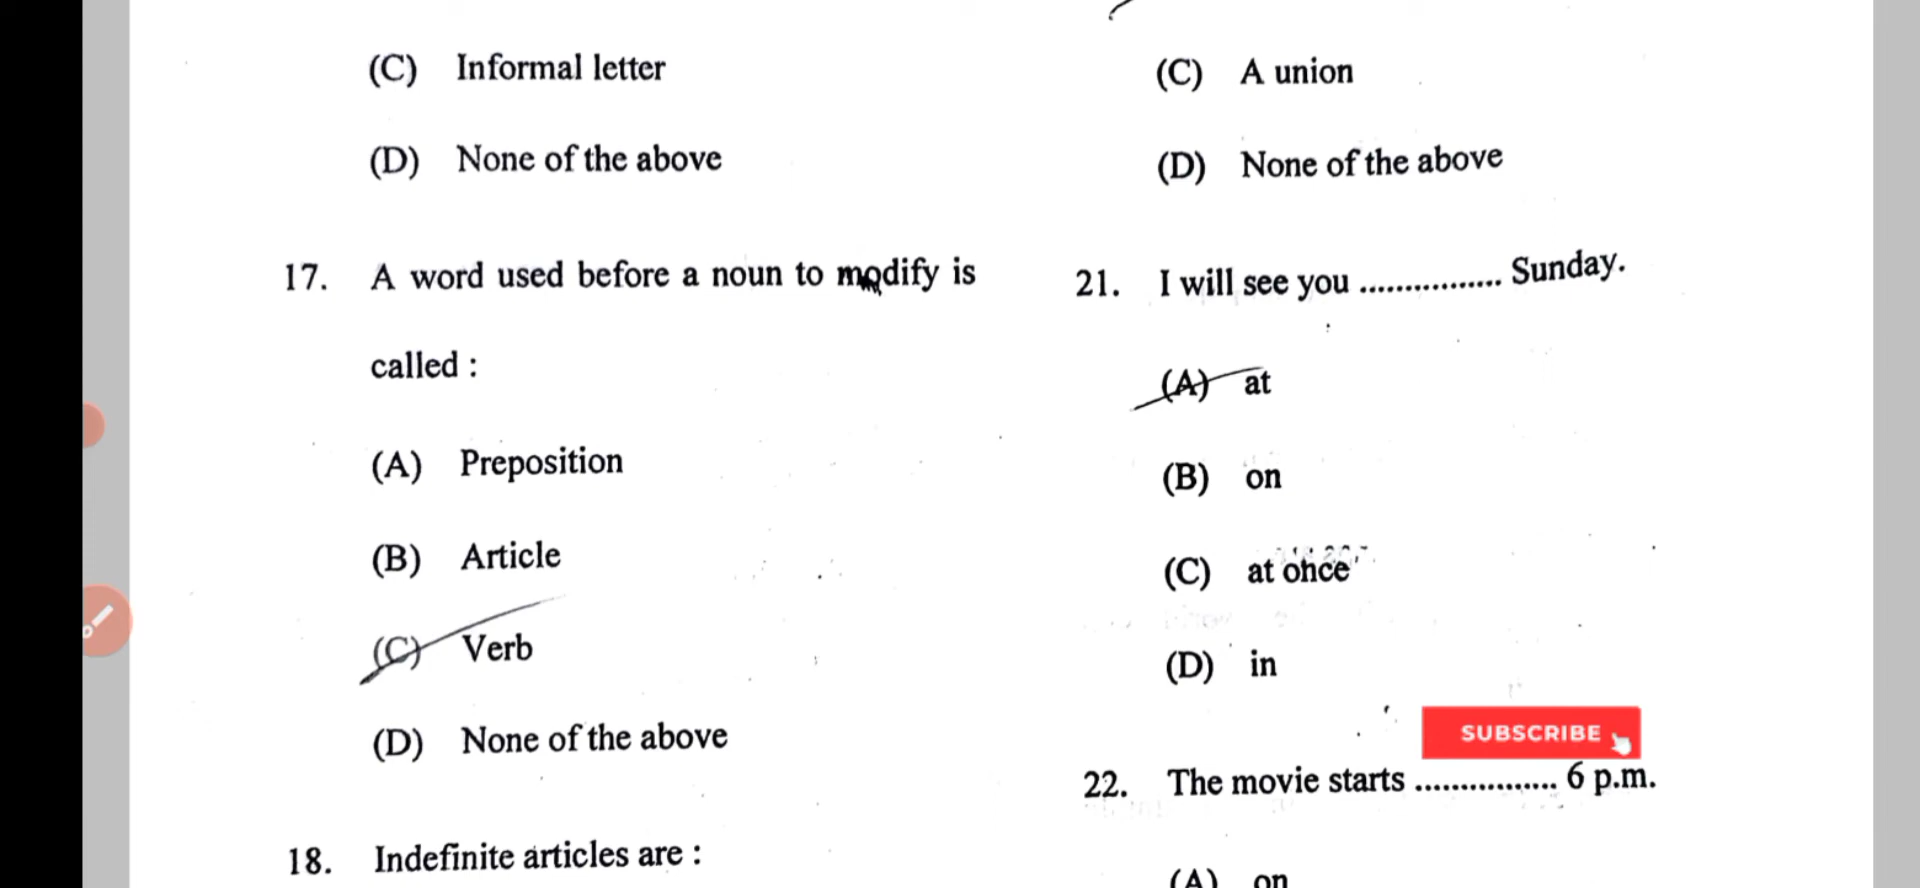 (C) Informal letter
(D) None of the above
17. A word used before a noun to modify is
called :
(A) Preposition
(B) Article
(C) Verb
(D) None of the above
18. Indefinite articles are :
(C) A union
(D) None of the above
21. I will see you ................ Sunday.
(A) at
(B) on
(C) at once
(D) in
SUBSCRIBE
22. The movie starts ................ 6 p.m.
(A) on